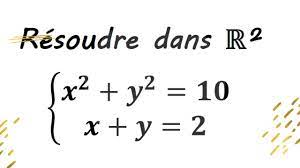 Résoudre dans ℝ²
x² + y² = 10
x + y = 2